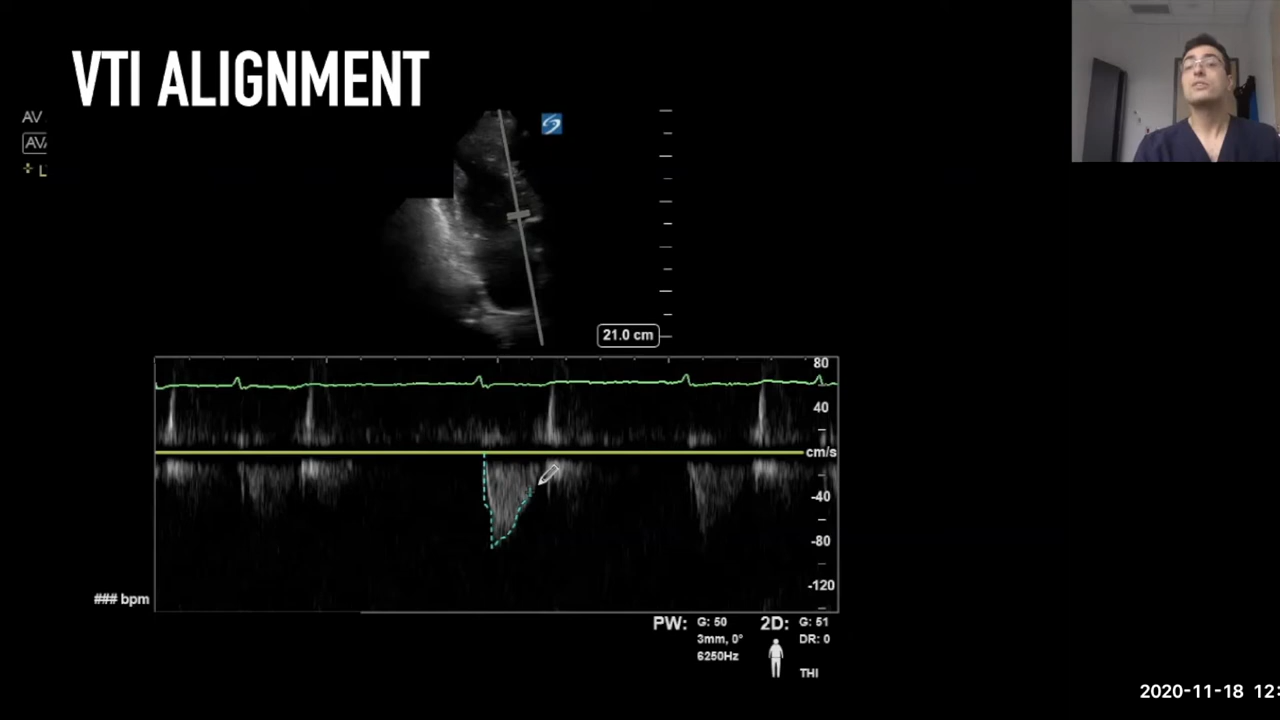 VTI ALIGNMENT
AV
AV
L
21.0 cm
80
40
cm/s
-40
-80
-120
### bpm
PW:
G: 50
3mm, 0°
6250Hz
2D:
G: 51
DR: 0
THI
2020-11-18 12: